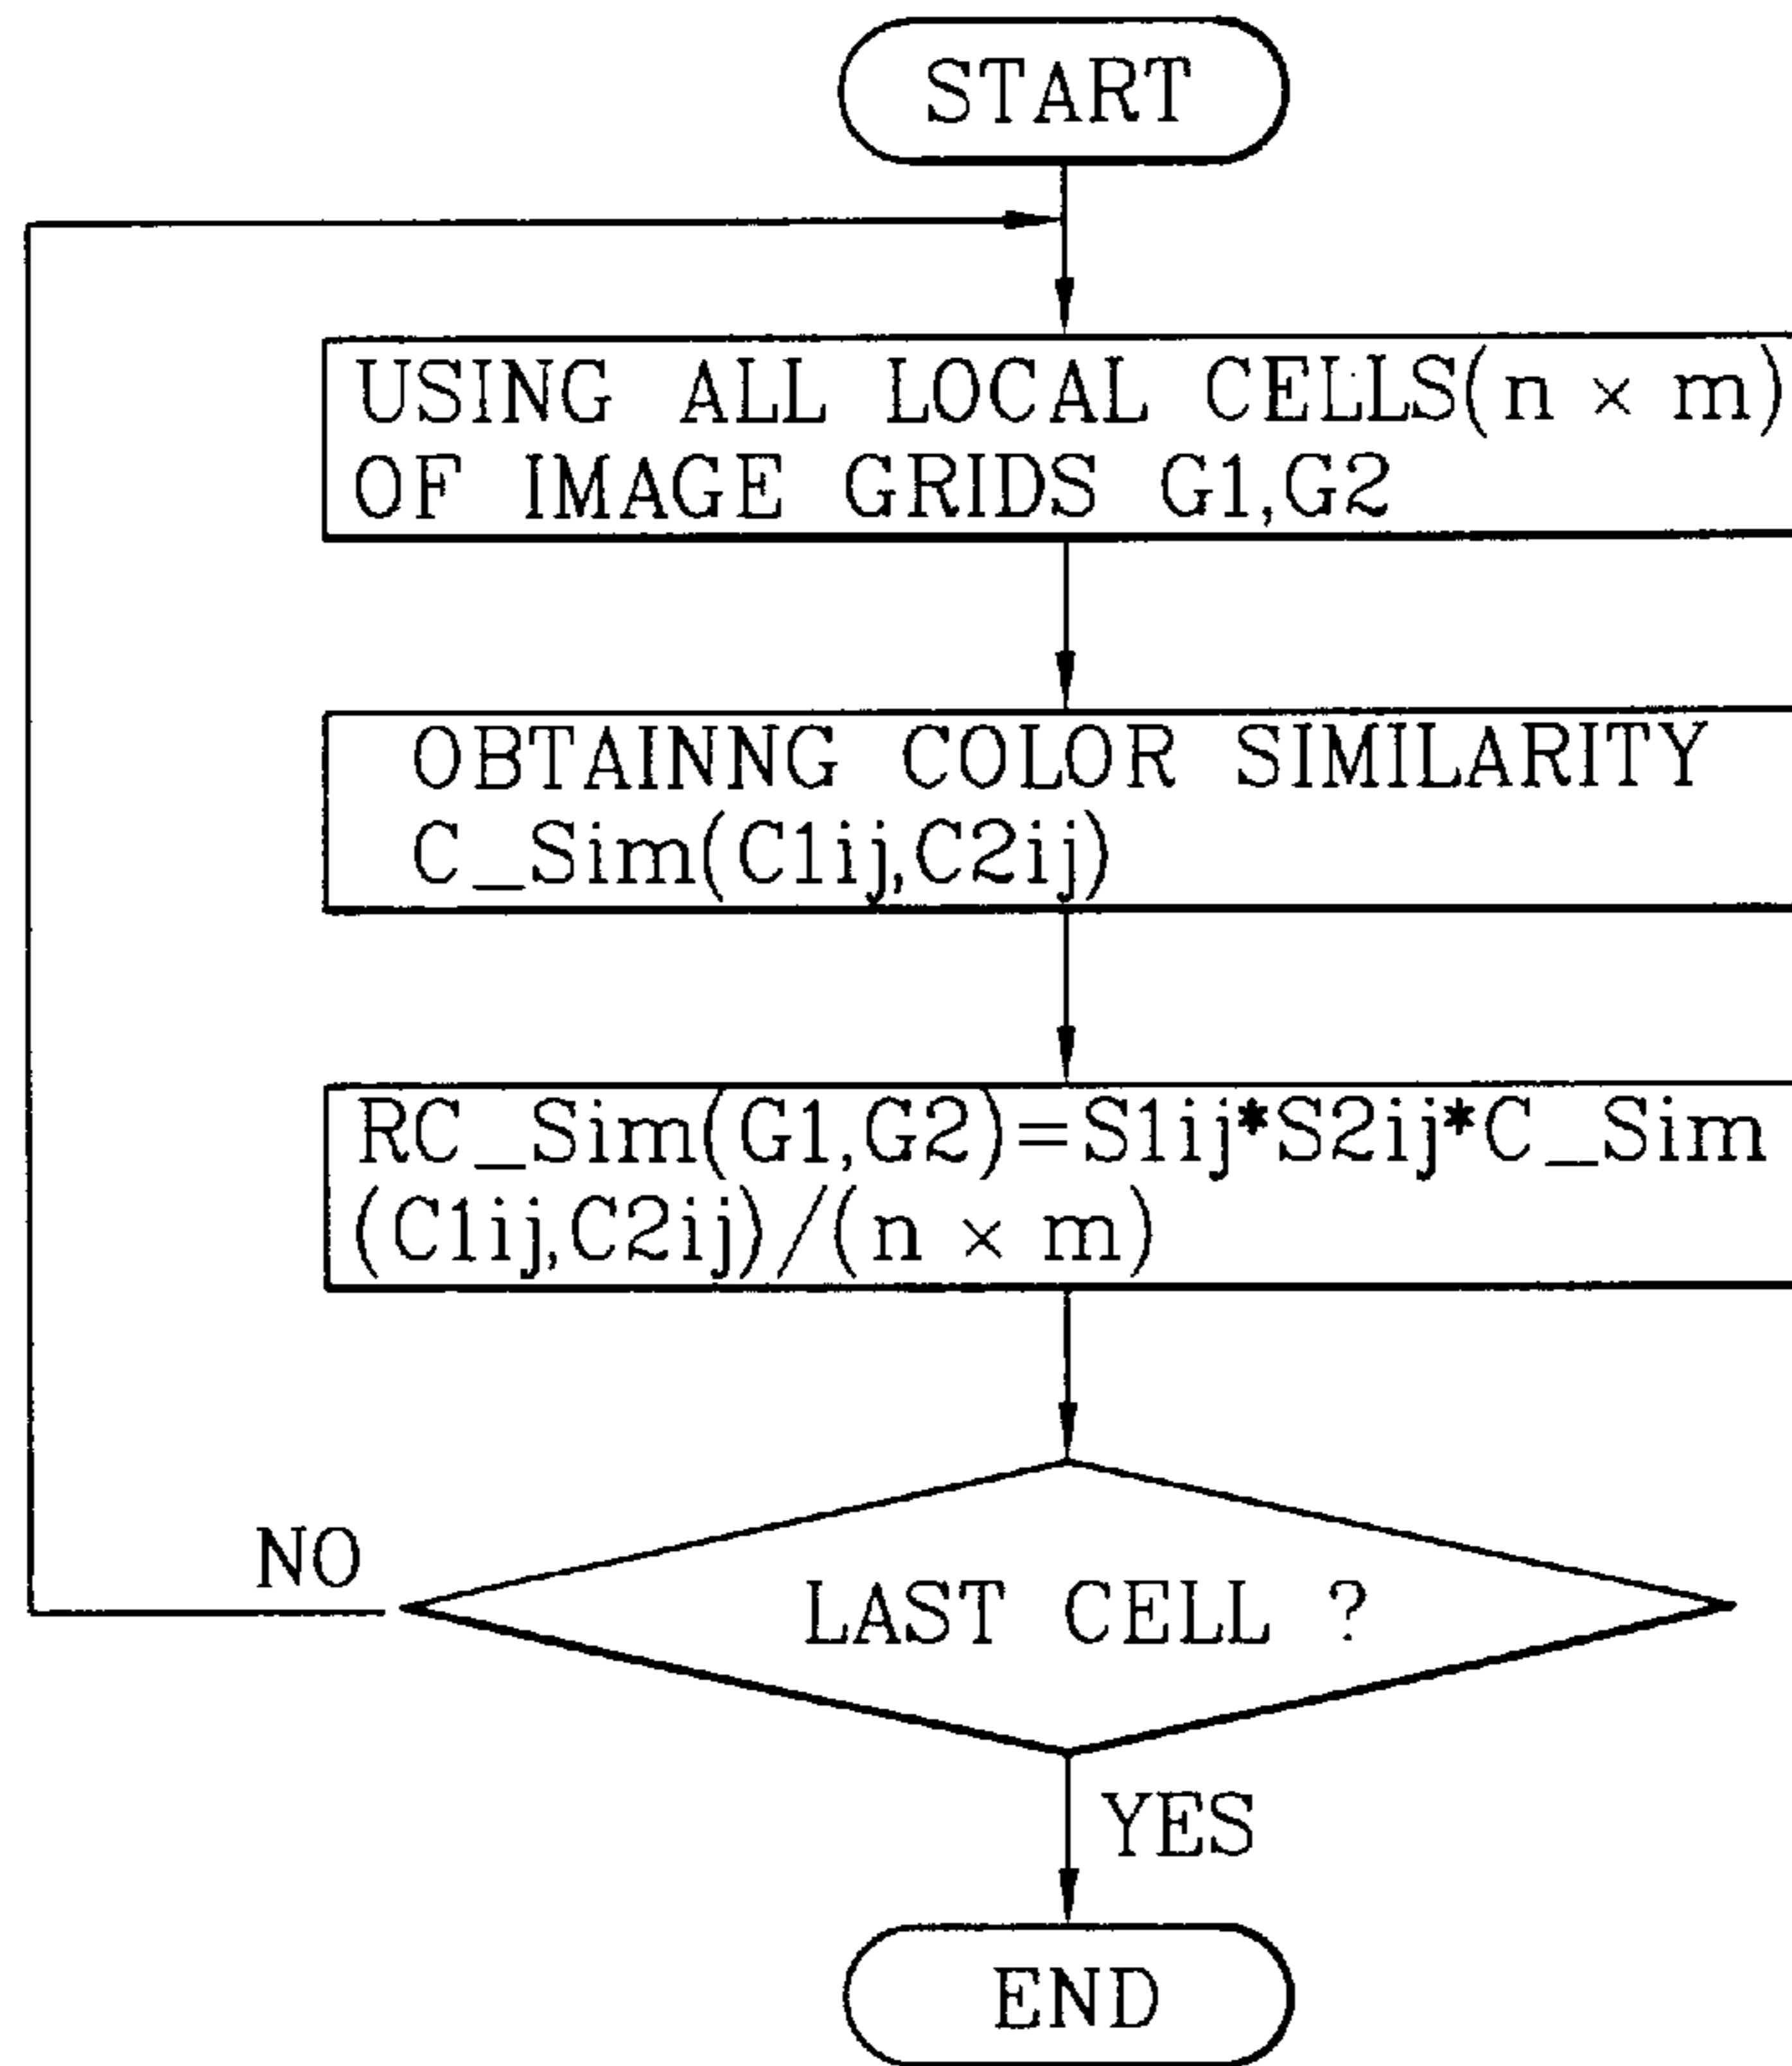 START
USING ALL LOCAL CELLS(n × m)
OF IMAGE GRIDS G1,G2
OBTAINNG COLOR SIMILARITY
C_Sim(C1ij,C2ij)
RC_Sim(G1,G2)=S1ij*S2ij*C_Sim
(C1ij,C2ij)/(n × m)
NO
LAST CELL ?
YES
END